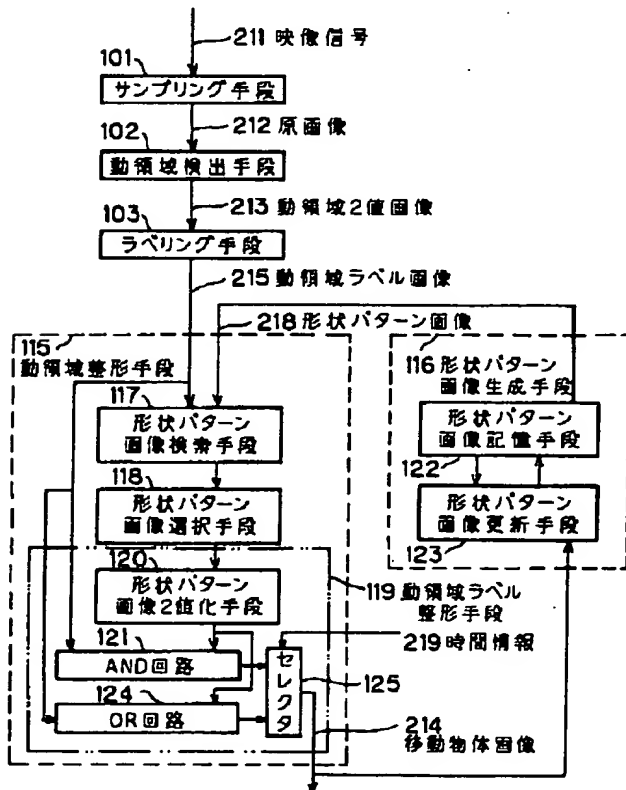 211 映像信号
101
サンプリング手段
212 原画像
102
動領域検出手段
213 動領域2値画像
103
ラベリング手段
215 動領域ラベル画像
218 形状パターン画像
115
動領域整形手段
116 形状パターン
画像生成手段
117
形状パターン
画像検索手段
形状パターン
画像記憶手段
122
118
形状パターン
画像選択手段
形状パターン
画像更新手段
123
120
形状パターン
画像2値化手段
119 動領域ラベル
整形手段
219 時間情報
121
AND回路
セレクタ
125
124
OR回路
214
移動物体画像